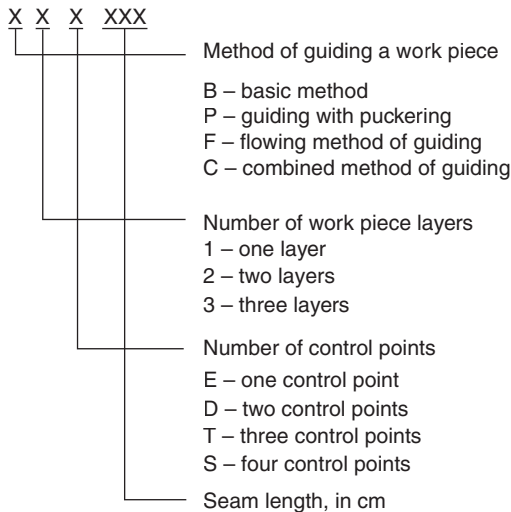 X X X XXX
Method of guiding a work piece
B – basic method
P – guiding with puckering
F – flowing method of guiding
C – combined method of guiding
Number of work piece layers
1 – one layer
2 – two layers
3 – three layers
Number of control points
E – one control point
D – two control points
T – three control points
S – four control points
Seam length, in cm